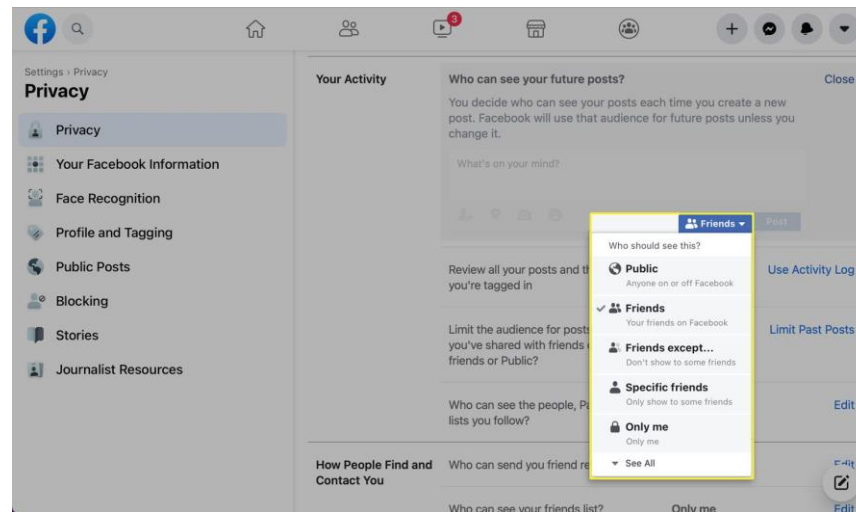 3
Settings › Privacy
Privacy
Privacy
Your Facebook Information
Face Recognition
Profile and Tagging
Public Posts
Blocking
Stories
Journalist Resources
Your Activity
Who can see your future posts?
Close
You decide who can see your posts each time you create a new
post. Facebook will use that audience for future posts unless you
change it.
What's on your mind?
Friends
Post
Who should see this?
Public
Anyone on or off Facebook
Friends
Your friends on Facebook
Friends except...
Don't show to some friends
Specific friends
Only show to some friends
Only me
Only me
See All
Review all your posts and
you're tagged in
Use Activity Log
Limit the audience for posts
you've shared with friends
friends or Public?
Limit Past Posts
Who can see the people,
lists you follow?
Edit
How People Find and
Contact You
Who can send you friend
Edit
Who can see your friends list?
Only me
Edit